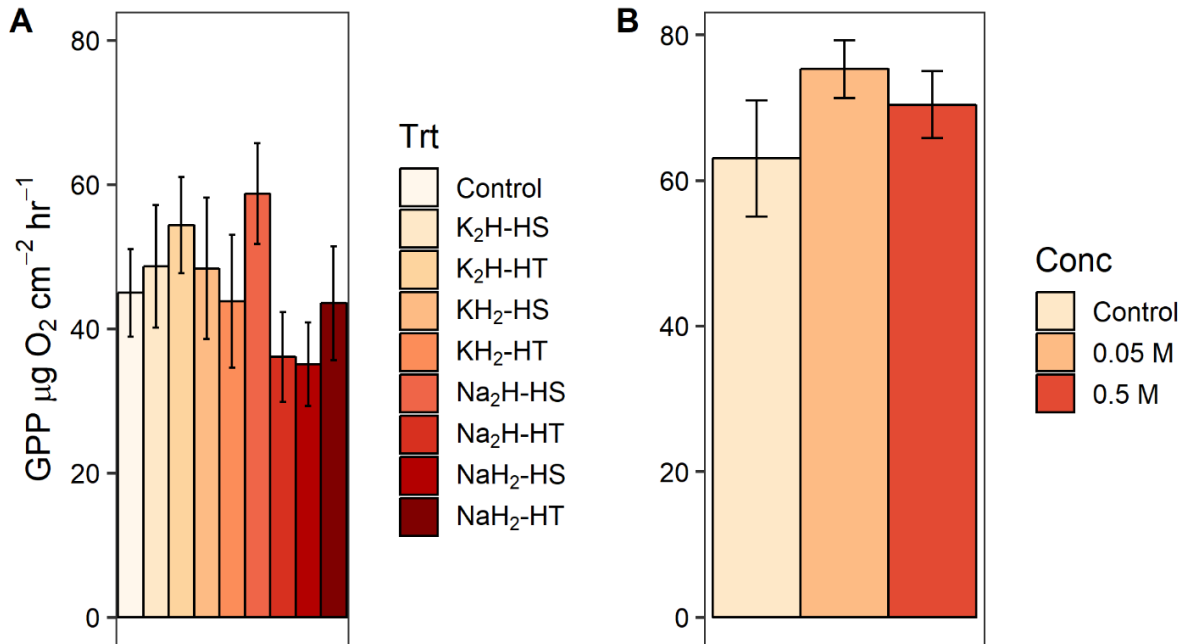 A
GPP μg O₂ cm⁻² hr⁻¹
80
60
40
20
0
Trt
Control
K₂H-HS
K₂H-HT
KH₂-HS
KH₂-HT
Na₂H-HS
Na₂H-HT
NaH₂-HS
NaH₂-HT
B
80
60
40
20
0
Conc
Control
0.05 M
0.5 M